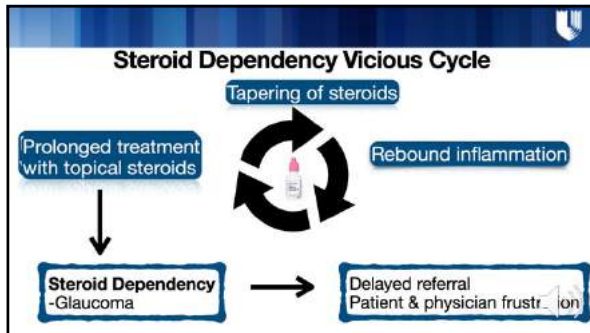 Steroid Dependency Vicious Cycle
Tapering of steroids
Prolonged treatment
with topical steroids
Rebound inflammation
Steroid Dependency
-Glaucoma
Delayed referral
Patient & physician frustration